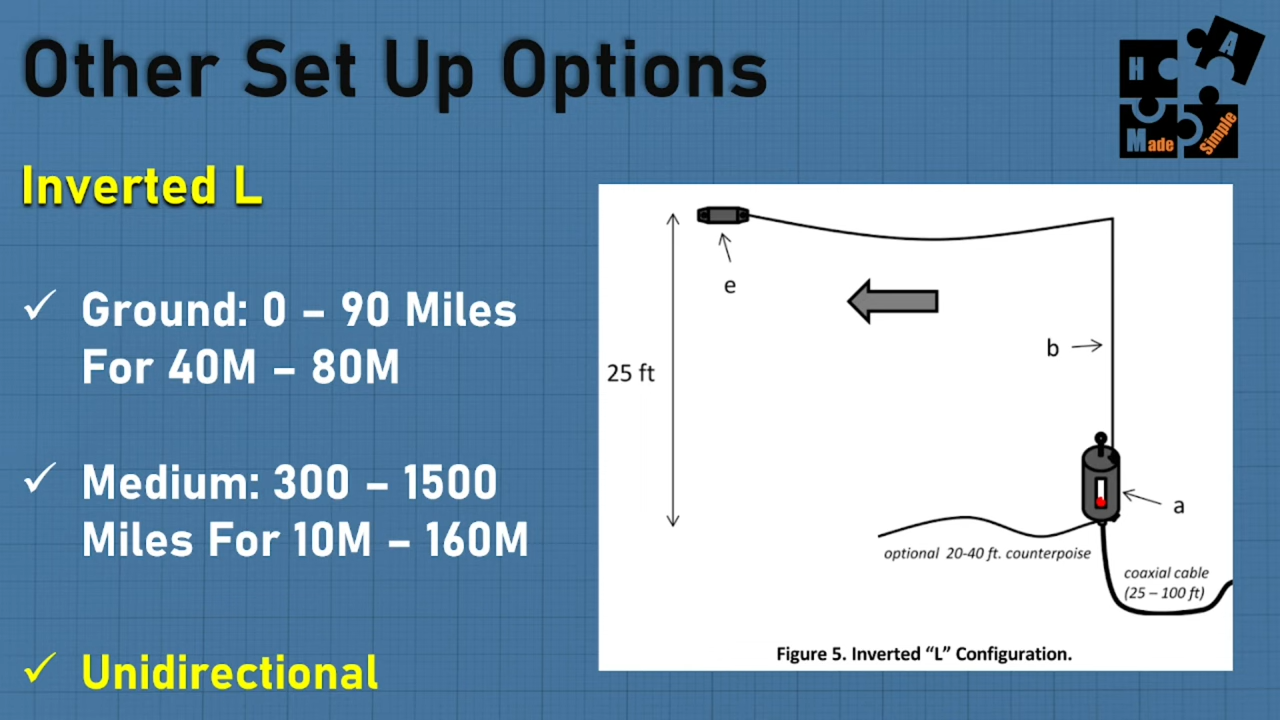 Other Set Up Options
H A
Made Simple
Inverted L
✓ Ground: 0 – 90 Miles
For 40M – 80M
✓ Medium: 300 – 1500
Miles For 10M – 160M
✓ Unidirectional
e
b
25 ft
a
optional 20-40 ft. counterpoise
coaxial cable
(25 – 100 ft)
Figure 5. Inverted “L” Configuration.